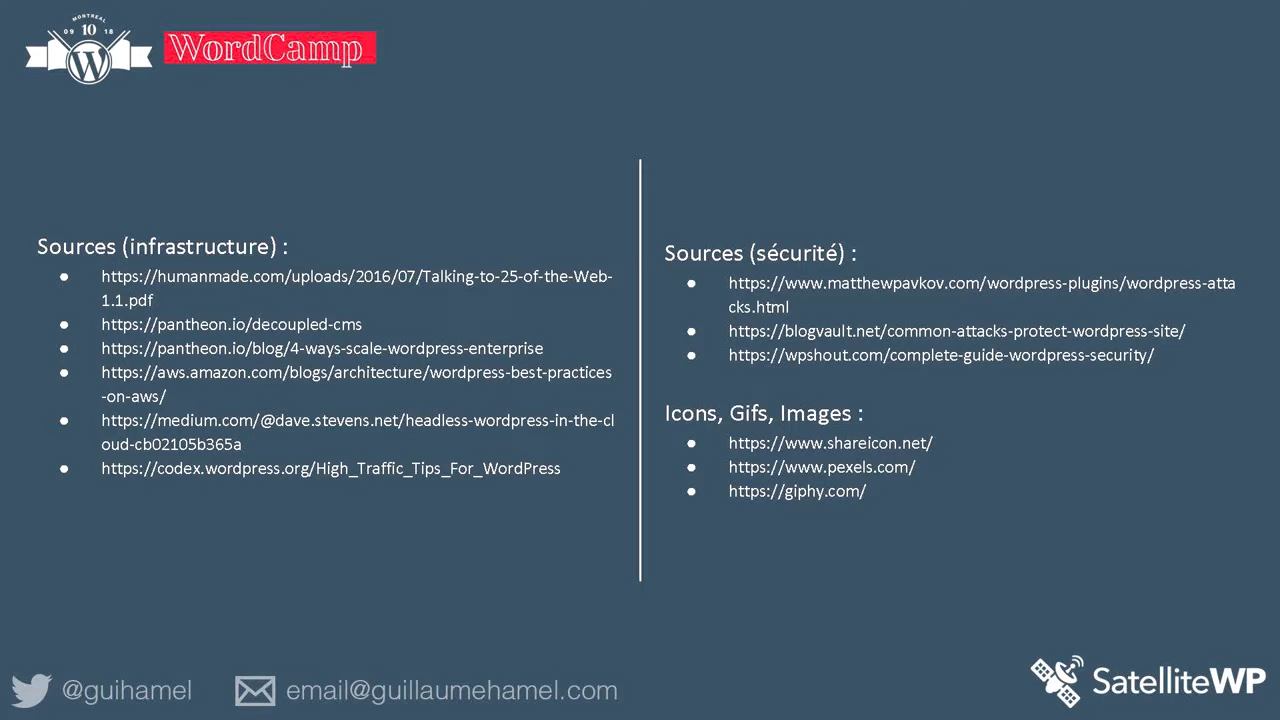 MONTREAL
09 10 18
W
WordCamp
Sources (infrastructure) :
● https://humanmade.com/uploads/2016/07/Talking-to-25-of-the-Web-
1.1.pdf
● https://pantheon.io/decoupled-cms
● https://pantheon.io/blog/4-ways-scale-wordpress-enterprise
● https://aws.amazon.com/blogs/architecture/wordpress-best-practices
-on-aws/
● https://medium.com/@dave.stevens.net/headless-wordpress-in-the-cl
oud-cb02105b365a
● https://codex.wordpress.org/High_Traffic_Tips_For_WordPress
Sources (sécurité) :
● https://www.matthewpavkov.com/wordpress-plugins/wordpress-atta
cks.html
● https://blogvault.net/common-attacks-protect-wordpress-site/
● https://wpshout.com/complete-guide-wordpress-security/
Icons, Gifs, Images :
● https://www.shareicon.net/
● https://www.pexels.com/
● https://giphy.com/
@guihamel
email@guillaumehamel.com
SatelliteWP